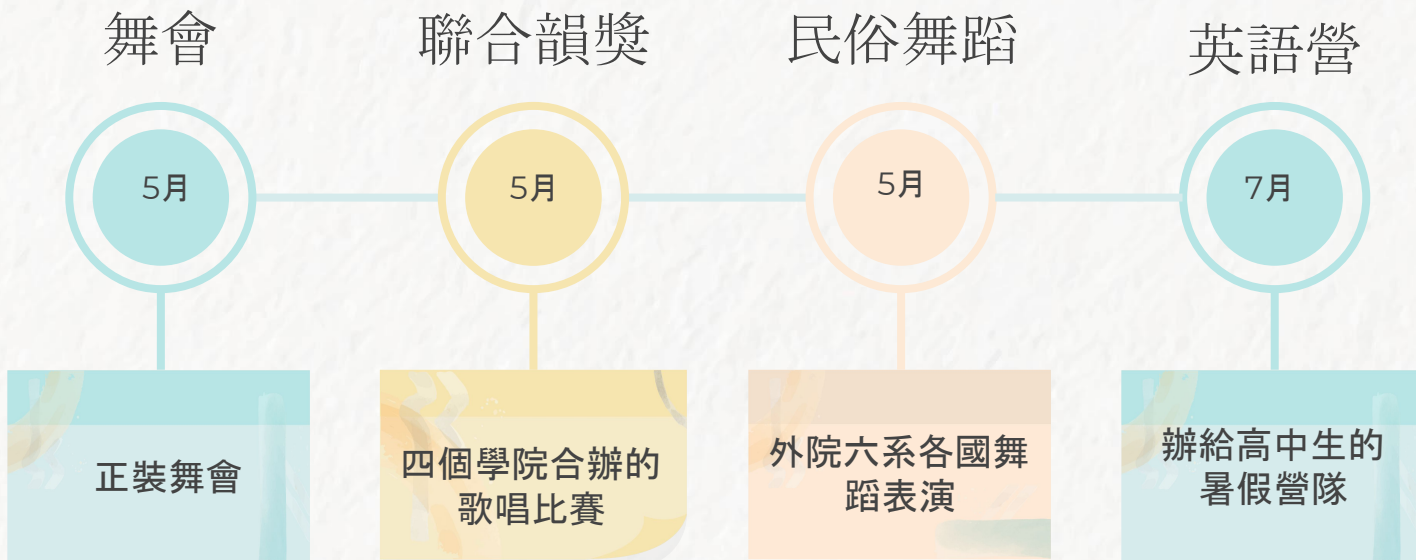 舞會
聯合韻獎
民俗舞蹈
英語營
5月
5月
5月
7月
正裝舞會
四個學院合辦的
歌唱比賽
外院六系各國舞
蹈表演
辦給高中生的
暑假營隊